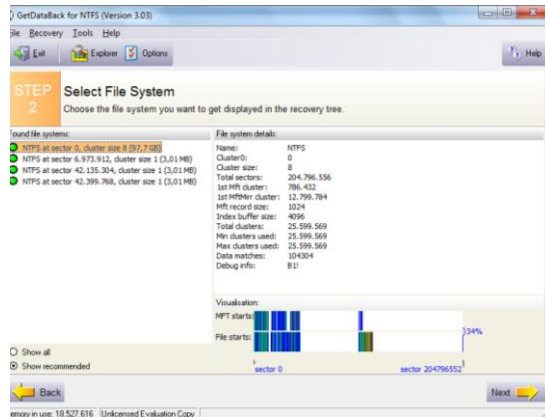 GetDataBack for NTFS (Version 3.03)
File Recovery Tools Help
Exit Explorer Options Help
STEP 2
Select File System
Choose the file system you want to get displayed in the recovery tree.
Found file systems:
NTFS at sector 0, cluster size 8 (97,7 GB)
NTFS at sector 6.973.912, cluster size 1 (3,01 MB)
NTFS at sector 42.135.304, cluster size 1 (3,01 MB)
NTFS at sector 42.399.768, cluster size 1 (3,01 MB)
Show all
Show recommended
File system details:
Name: NTFS
Cluster0: 0
Cluster size: 8
Total sectors: 204.796.556
1st Mft cluster: 786.432
1st MftMirr cluster: 12.799.784
Mft record size: 1024
Index buffer size: 4096
Total clusters: 25.599.569
Min clusters used: 25.599.569
Max clusters used: 25.599.569
Data matches: 104304
Debug info: B1!
Visualisation:
MFT starts:
File starts:
34%
sector 0 sector 204796552
Back Next
emory in use: 18.527.616 Unlicensed Evaluation Copy